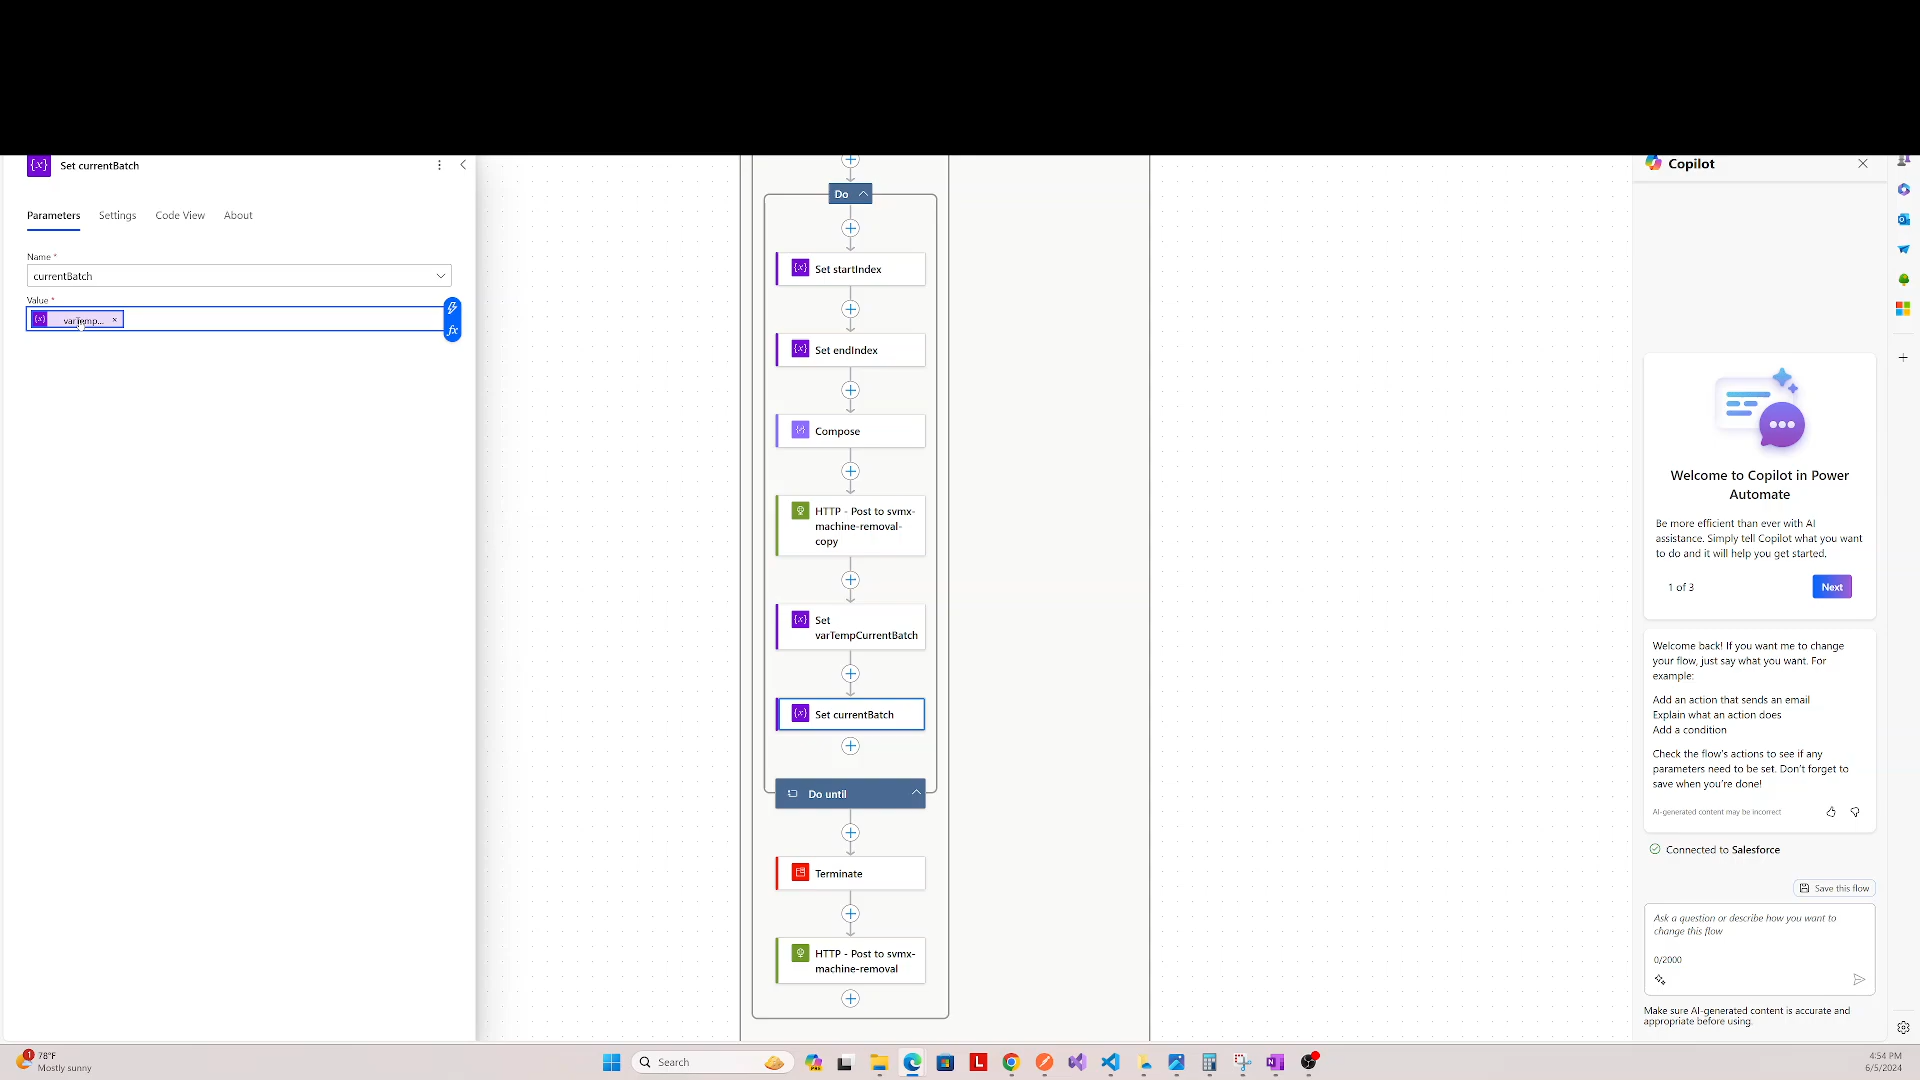 Set currentBatch
Parameters
Settings
Code View
About
Name *
currentBatch
Value *
varTemp...
fx
Do
Set startIndex
Set endIndex
Compose
HTTP - Post to svmx-
machine-removal-
copy
Set
varTempCurrentBatch
Set currentBatch
Do until
Terminate
HTTP - Post to svmx-
machine-removal
Copilot
Welcome to Copilot in Power
Automate
Be more efficient than ever with AI
assistance. Simply tell Copilot what you want
to do and it will help you get started.
1 of 3
Next
Welcome back! If you want me to change
your flow, just say what you want. For
example:
Add an action that sends an email
Explain what an action does
Add a condition
Check the flow's actions to see if any
parameters need to be set. Don't forget to
save when you're done!
AI-generated content may be incorrect
Connected to Salesforce
Save this flow
Ask a question or describe how you want to
change this flow
0/2000
Make sure AI-generated content is accurate and
appropriate before using.
1
78°F
Mostly sunny
Search
4:54 PM
6/5/2024